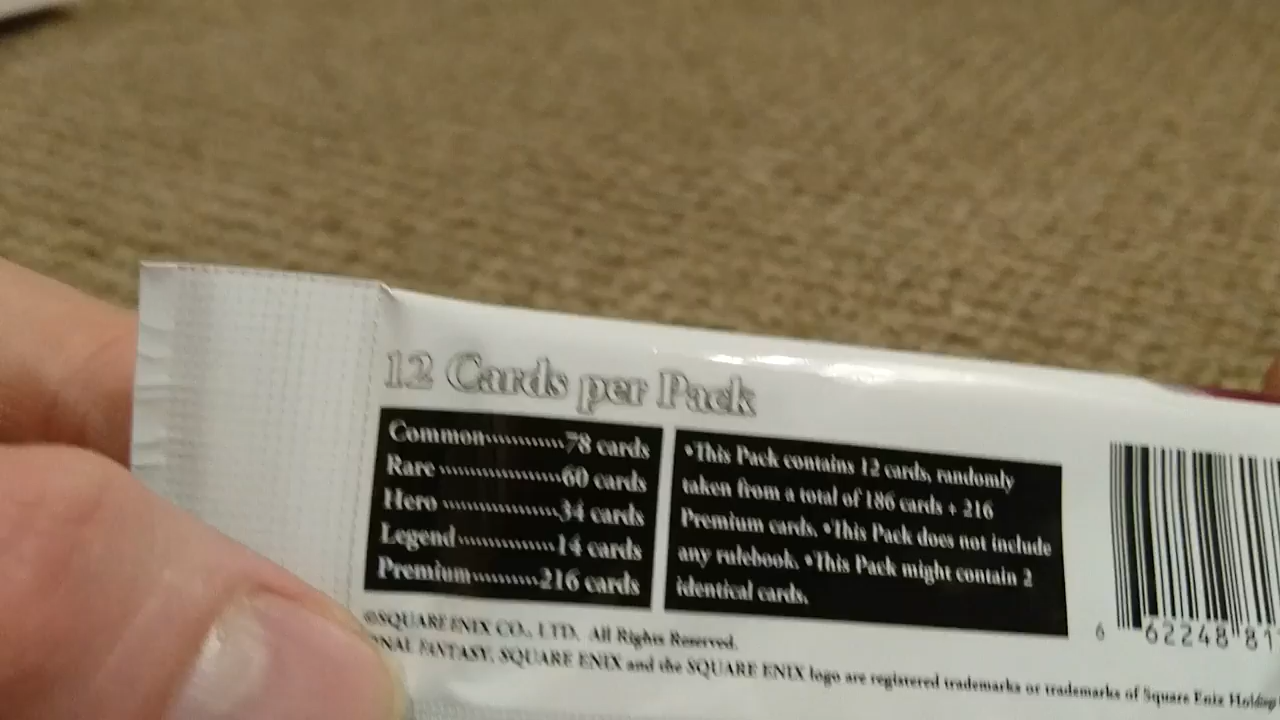 12 Cards per Pack
Common············78 cards
Rare ·················60 cards
Hero ·················34 cards
Legend··············14 cards
Premium··········216 cards
•This Pack contains 12 cards, randomly
taken from a total of 186 cards + 216
Premium cards. •This Pack does not include
any rulebook. •This Pack might contain 2
identical cards.
©SQUARE ENIX CO., LTD. All Rights Reserved.
NAL FANTASY, SQUARE ENIX and the SQUARE ENIX logo are registered trademarks or trademarks of Square Enix Holding
6 62248 81